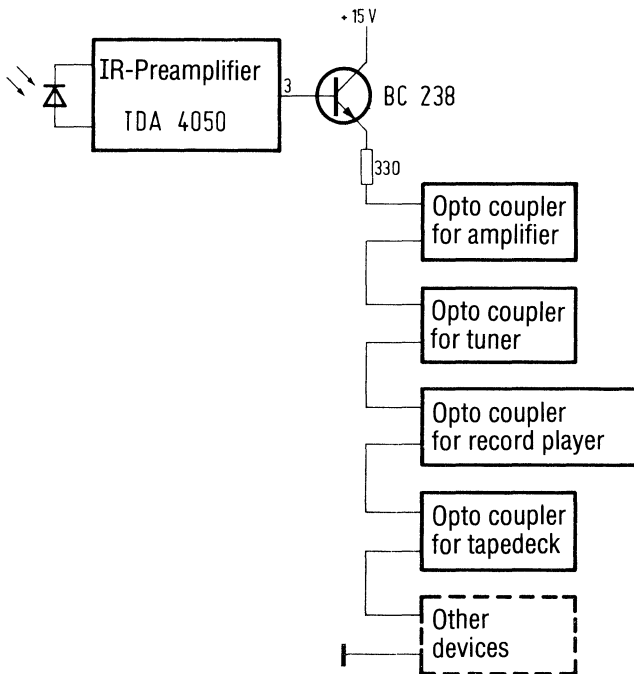 +15V
IR-Preamplifier
TDA 4050
3
BC 238
330
Opto coupler
for amplifier
Opto coupler
for tuner
Opto coupler
for record player
Opto coupler
for tapedeck
Other
devices